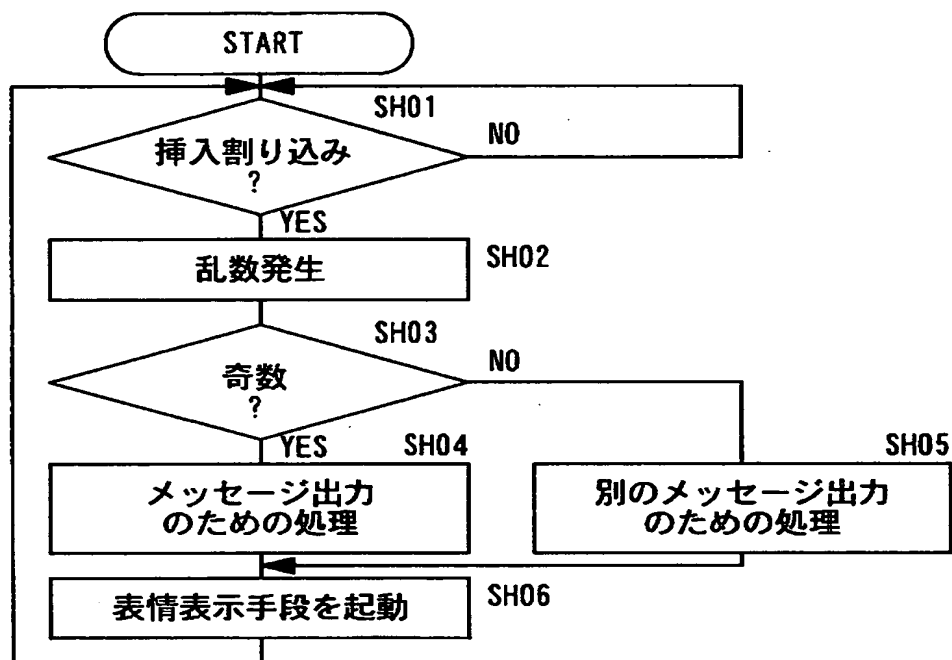 START
SH01
挿入割り込み
?
NO
YES
乱数発生
SH02
SH03
奇数
?
NO
YES
SH04
SH05
メッセージ出力
のための処理
別のメッセージ出力
のための処理
表情表示手段を起動
SH06